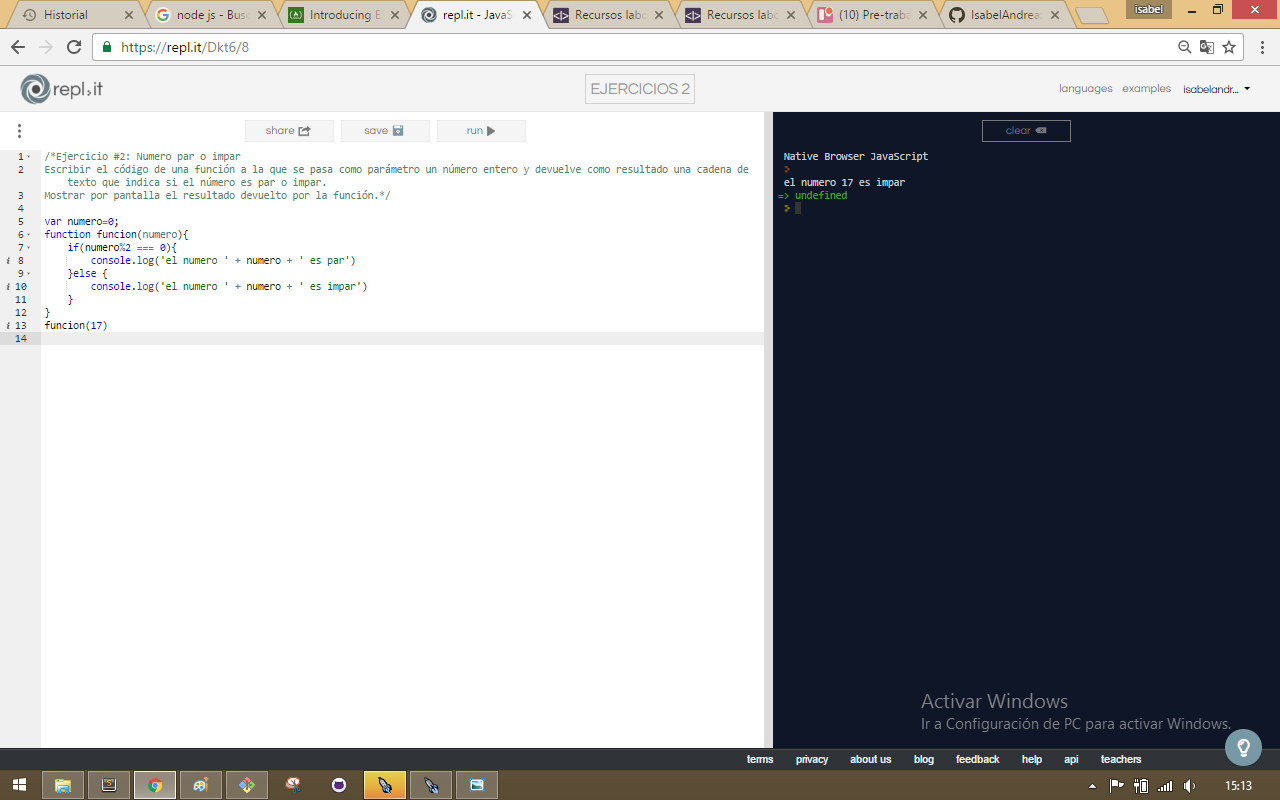 Historial
node js - Bus
Introducing E
repl.it - JavaS
Recursos labo
Recursos labo
(10) Pre-traba
IsabelAndrea
isabel
https://repl.it/Dkt6/8
repl.it
EJERCICIOS 2
languages
examples
isabelandr...
share
save
run
clear
1 /*Ejercicio #2: Numero par o impar
2 Escribir el código de una función a la que se pasa como parámetro un número entero y devuelve como resultado una cadena de
texto que indica si el número es par o impar.
3 Mostrar por pantalla el resultado devuelto por la función.*/
4
5 var numero=0;
6 function funcion(numero){
7 if(numero%2 === 0){
i 8 console.log('el numero ' + numero + ' es par')
9 }else {
i 10 console.log('el numero ' + numero + ' es impar')
11 }
12 }
i 13 funcion(17)
14
Native Browser JavaScript
>
el numero 17 es impar
=> undefined
>
Activar Windows
Ir a Configuración de PC para activar Windows.
terms
privacy
about us
blog
feedback
help
api
teachers
15:13